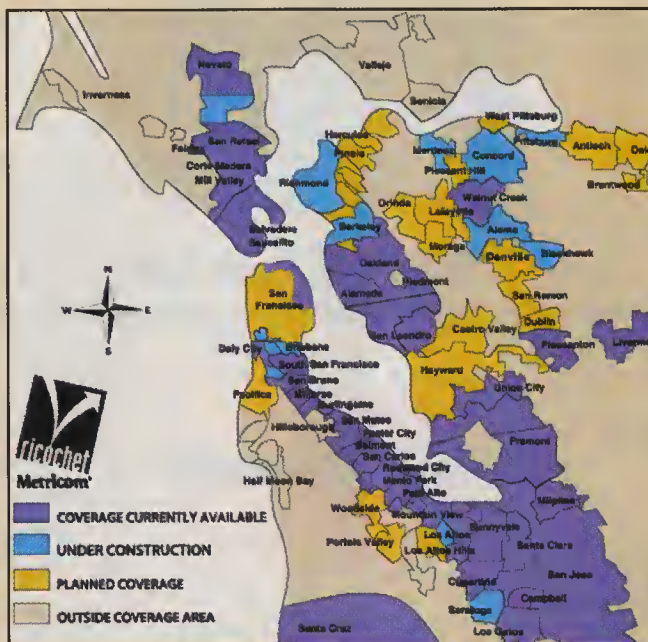 Novato
Vallejo
Inverness
Benicia
West Pittsburg
Hercules
Pinole
Martinez
Pittsburg
Antioch
Fairfax
San Rafael
Concord
Corte Madera
Pleasant Hill
Mill Valley
Richmond
Brentwood
Walnut Creek
Orinda
Lafayette
Berkeley
Alamo
Belvedere
Sausalito
Moraga
Danville
Blackhawk
Oakland
Piedmont
N
W E
S
San
Francisco
Alameda
San Ramon
Dublin
San Leandro
Castro Valley
Daly City
Brisbane
Pleasanton
South San Francisco
Hayward
San Bruno
Pacifica
Millbrae
Union City
Burlingame
Hillsborough
San Mateo
Foster City
Fremont
Belmont
San Carlos
Redwood City
Half Moon Bay
Menlo Park
Palo Alto
Milpitas
Woodside
Mountain View
Sunnyvale
Los Altos
Santa Clara
Portola Valley
Los Altos Hills
San Jose
Cupertino
Campbell
Saratoga
Santa Cruz
Los Gatos
ricochet
Metricom
COVERAGE CURRENTLY AVAILABLE
UNDER CONSTRUCTION
PLANNED COVERAGE
OUTSIDE COVERAGE AREA